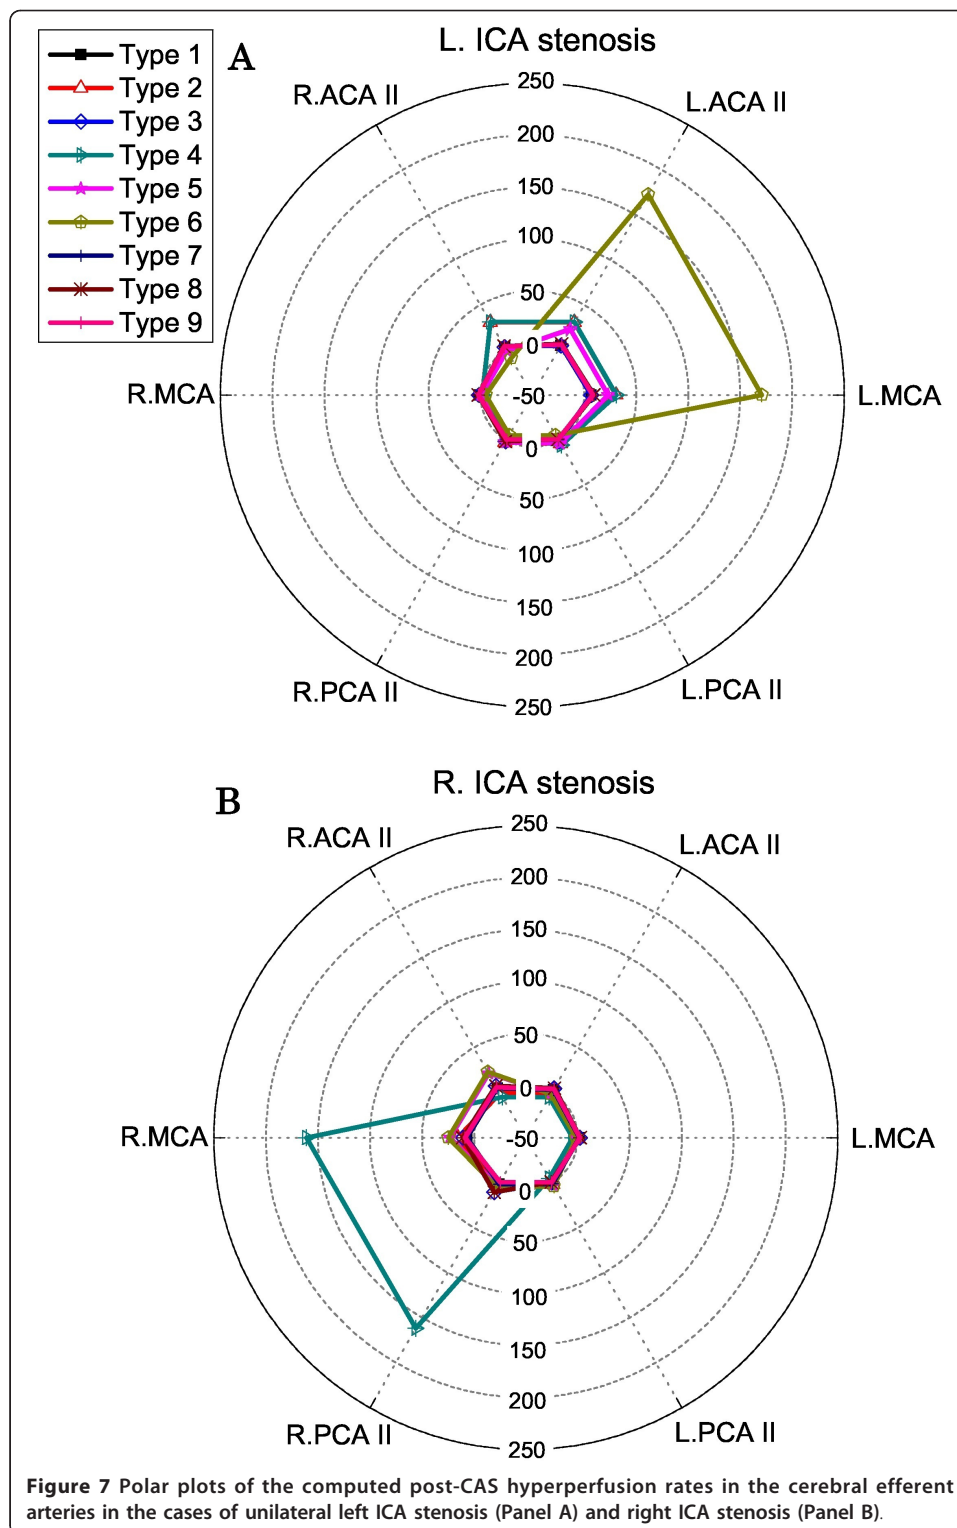 Type 1
Type 2
Type 3
Type 4
Type 5
Type 6
Type 7
Type 8
Type 9
A
L. ICA stenosis
250
R.ACA II
L.ACA II
200
150
100
50
0
R.MCA
-50
L.MCA
0
50
100
150
200
R.PCA II
L.PCA II
250
R. ICA stenosis
B
250
R.ACA II
L.ACA II
200
150
100
50
0
R.MCA
-50
L.MCA
0
50
100
150
200
R.PCA II
L.PCA II
250
Figure 7 Polar plots of the computed post-CAS hyperperfusion rates in the cerebral efferent
arteries in the cases of unilateral left ICA stenosis (Panel A) and right ICA stenosis (Panel B).